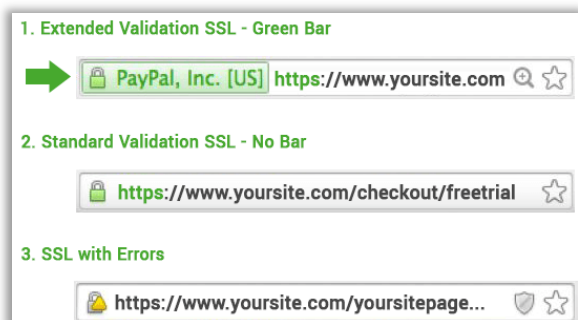 1. Extended Validation SSL - Green Bar
PayPal, Inc. [US] https://www.yoursite.com
2. Standard Validation SSL - No Bar
https://www.yoursite.com/checkout/freetrial
3. SSL with Errors
https://www.yoursite.com/yoursitepage...